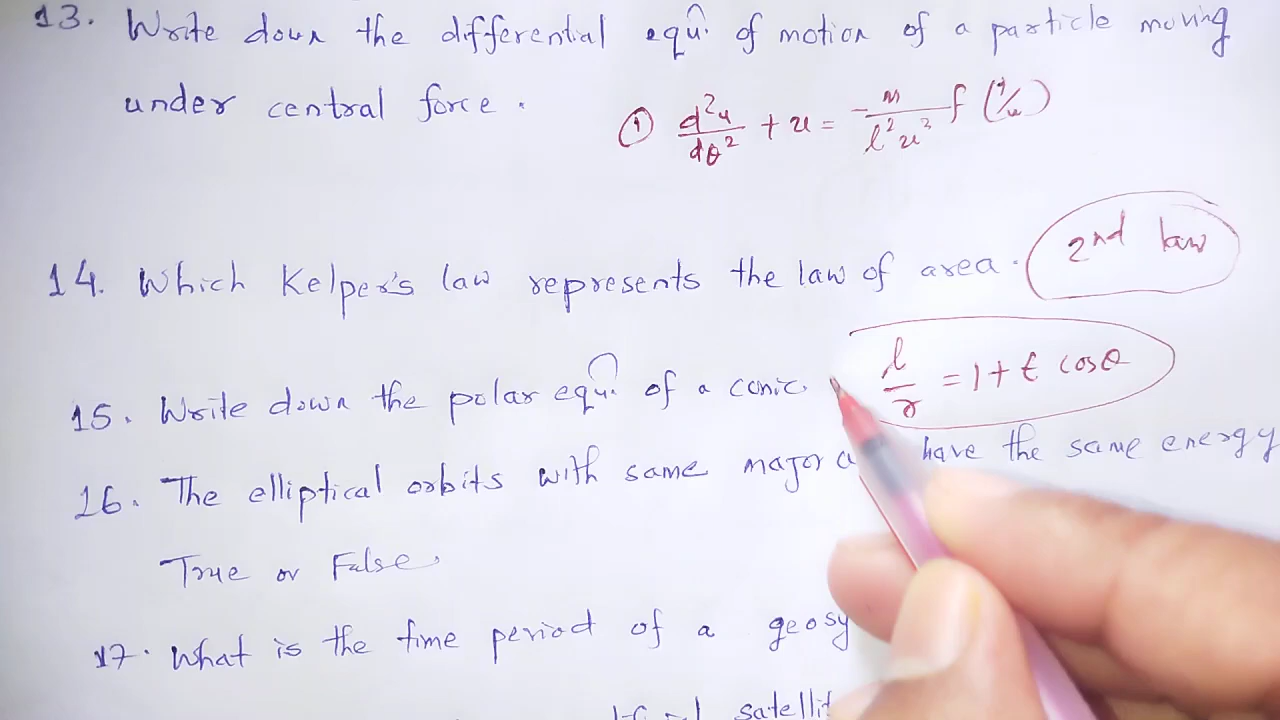 13. Write down the differential equn. of motion of a particle moving
under central force.
① d²u/dθ² + u = -m/l²u² f(1/u)
14. Which Kelper's law represents the law of area. 2nd law
15. Write down the polar equn. of a conic. l/r = 1 + ε cosθ
16. The elliptical orbits with same major have the same energy
True or False.
17. What is the time period of a